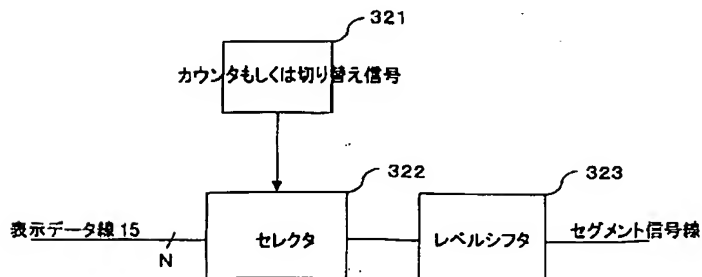 321
カウンタもしくは切り替え信号
322
323
表示データ線 15
N
セレクタ
レベルシフタ
セグメント信号線